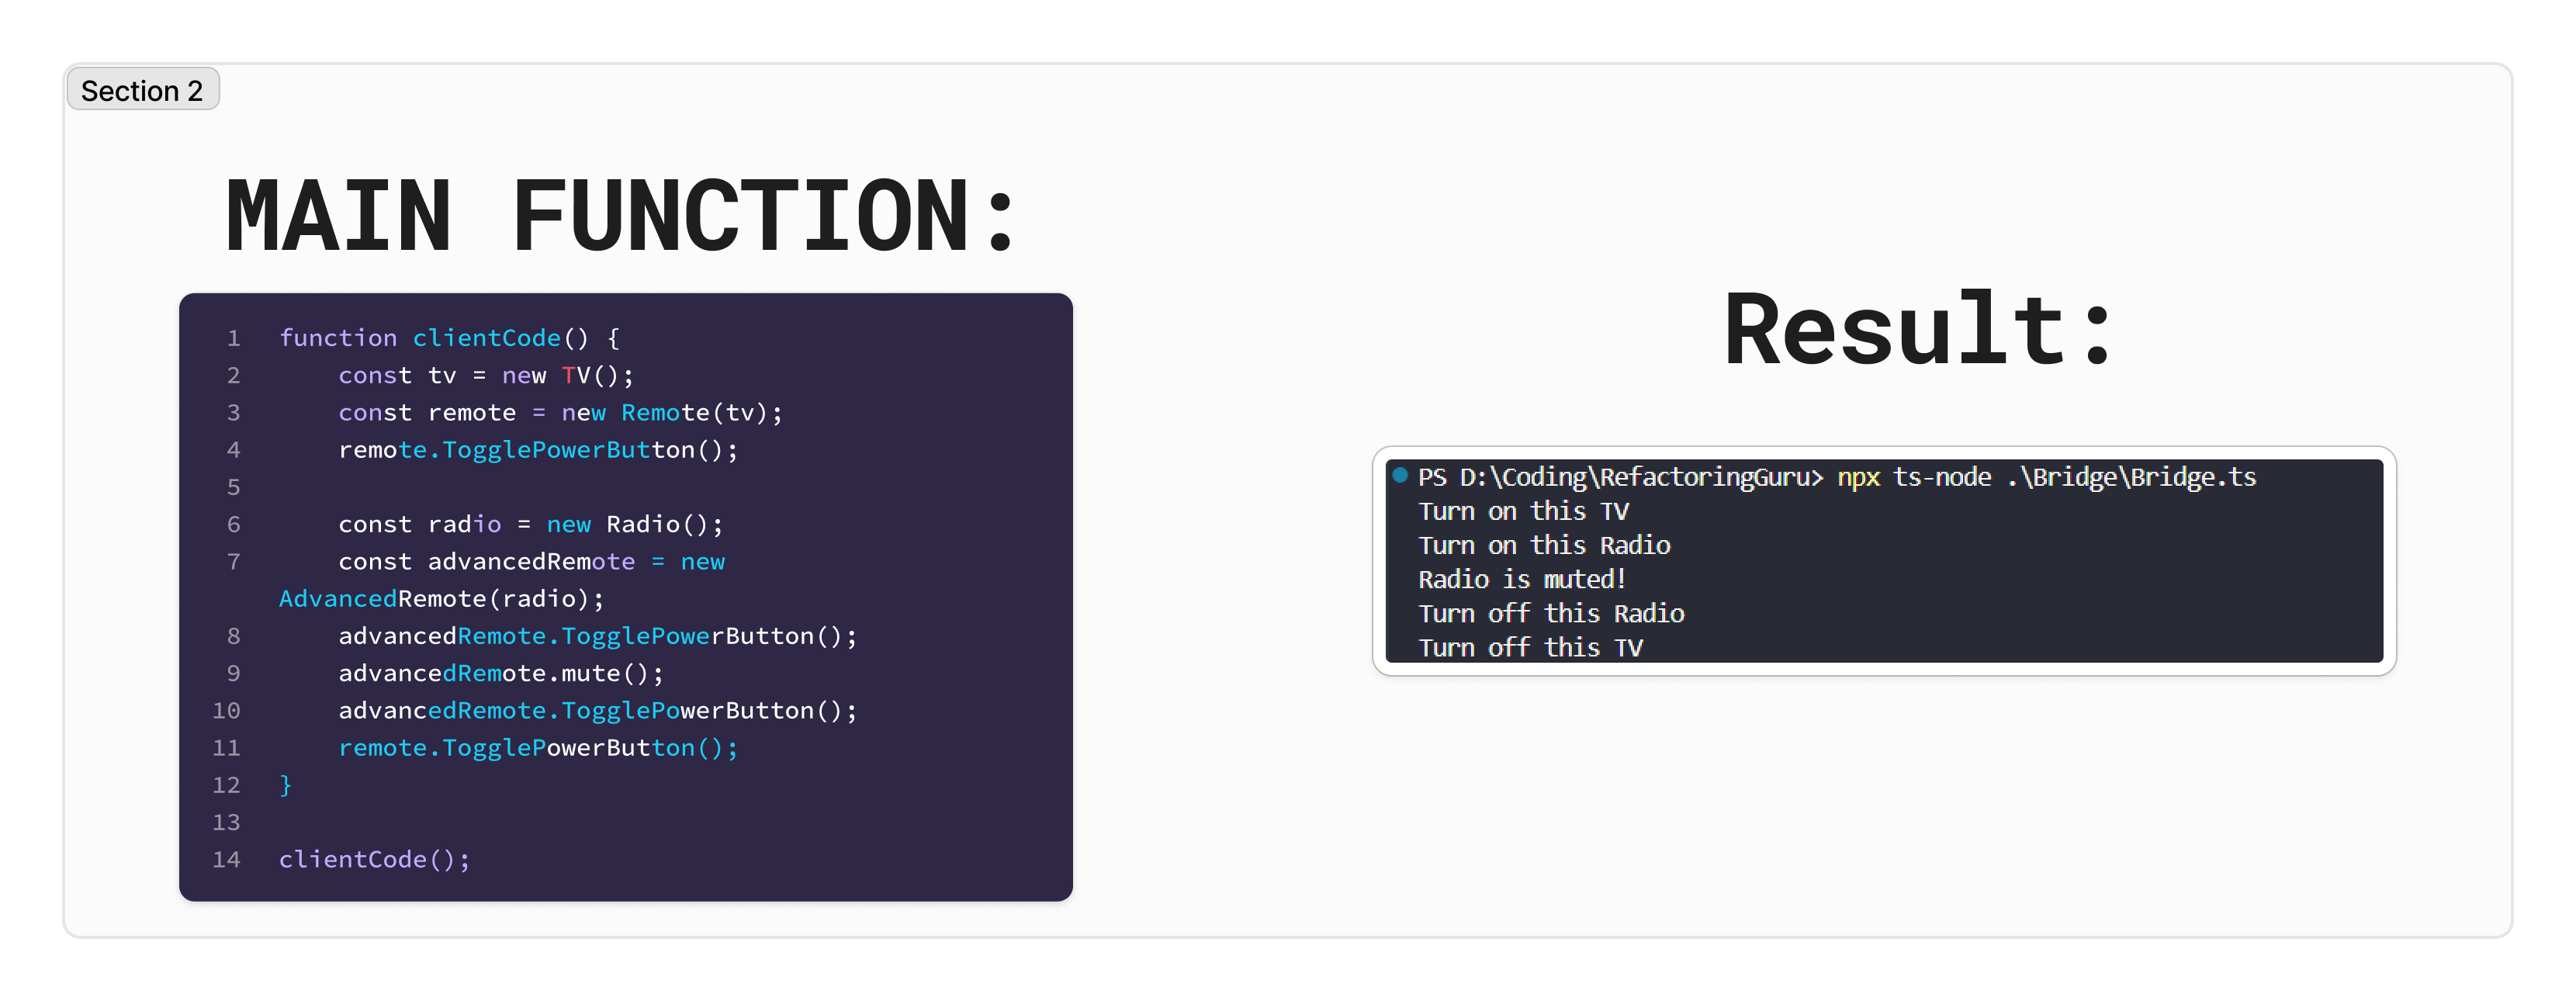 Section 2
MAIN FUNCTION:
1 function clientCode() {
2 const tv = new TV();
3 const remote = new Remote(tv);
4 remote.TogglePowerButton();
5
6 const radio = new Radio();
7 const advancedRemote = new
AdvancedRemote(radio);
8 advancedRemote.TogglePowerButton();
9 advancedRemote.mute();
10 advancedRemote.TogglePowerButton();
11 remote.TogglePowerButton();
12 }
13
14 clientCode();
Result:
PS D:\Coding\RefactoringGuru> npx ts-node .\Bridge\Bridge.ts
Turn on this TV
Turn on this Radio
Radio is muted!
Turn off this Radio
Turn off this TV